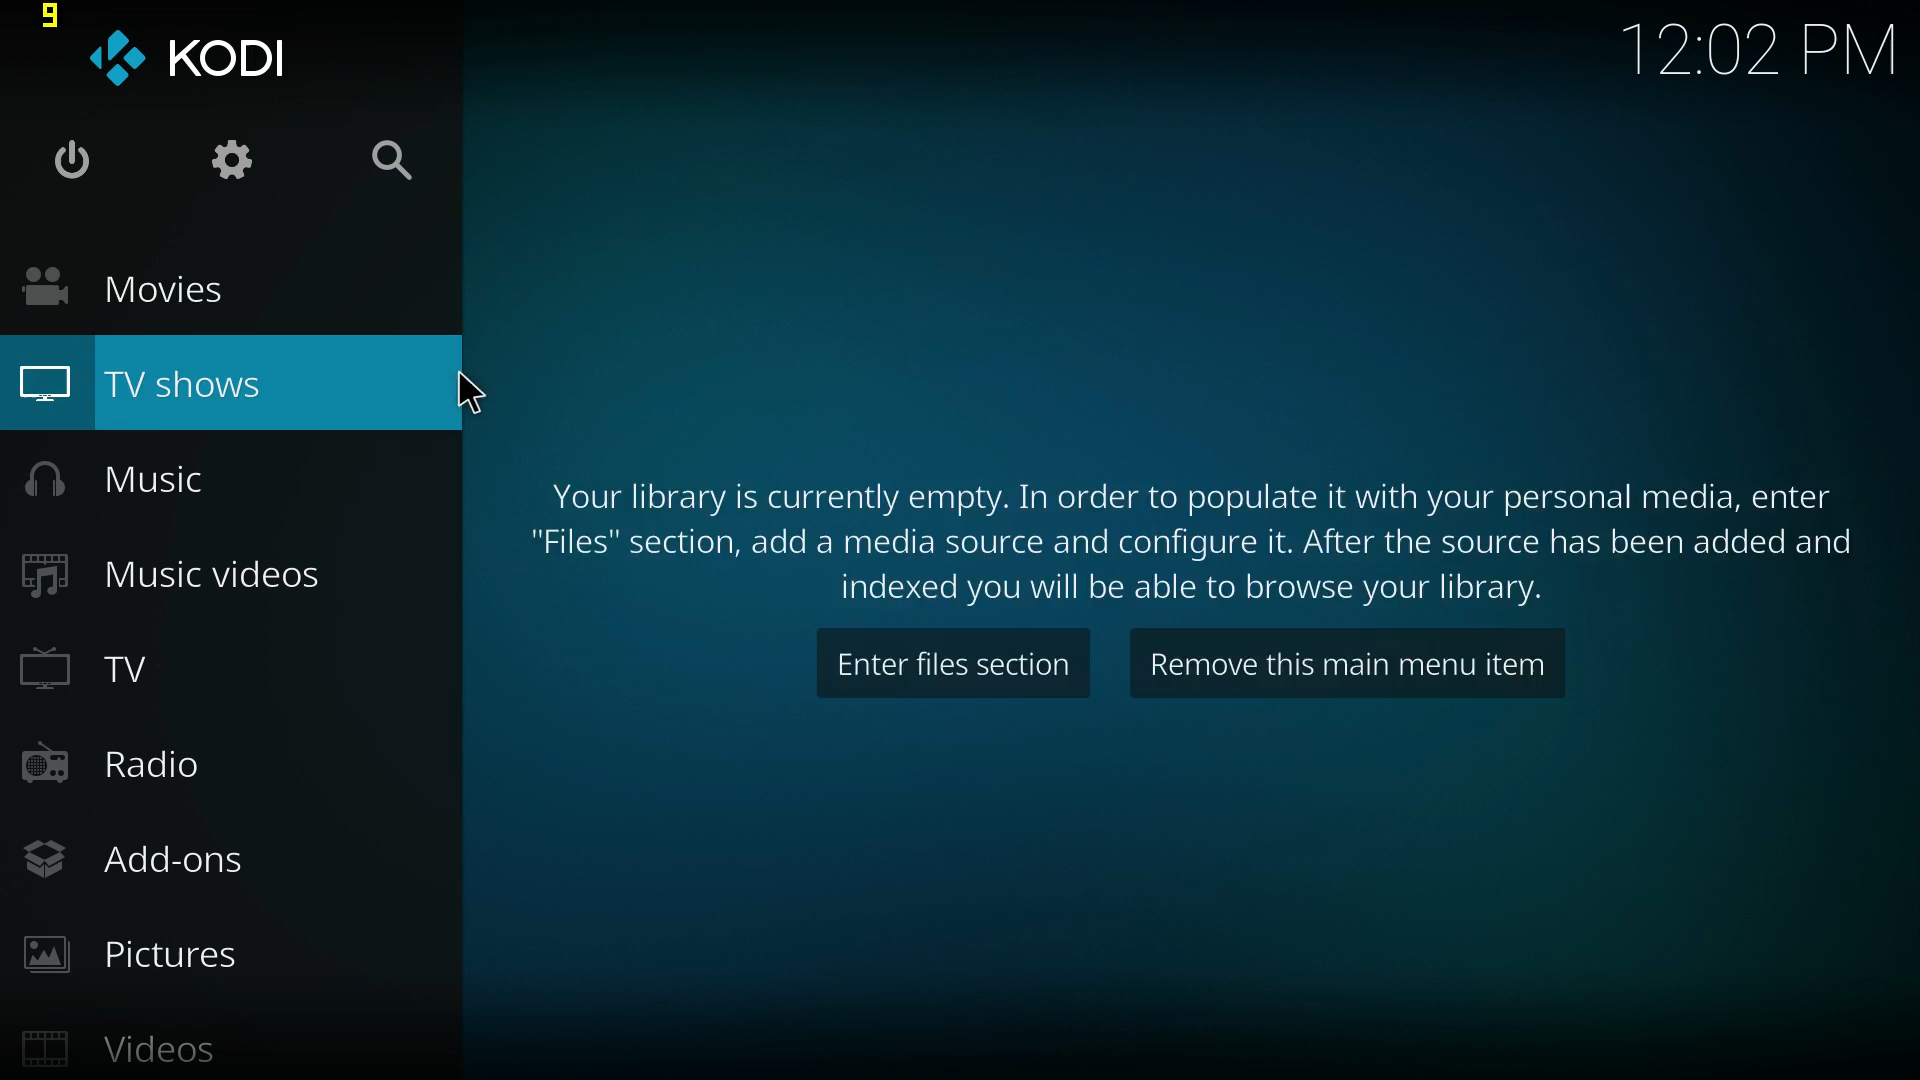 9
KODI
12:02 PM
Movies
TV shows
Music
Music videos
TV
Radio
Add-ons
Pictures
Videos
Your library is currently empty. In order to populate it with your personal media, enter
"Files" section, add a media source and configure it. After the source has been added and
indexed you will be able to browse your library.
Enter files section
Remove this main menu item